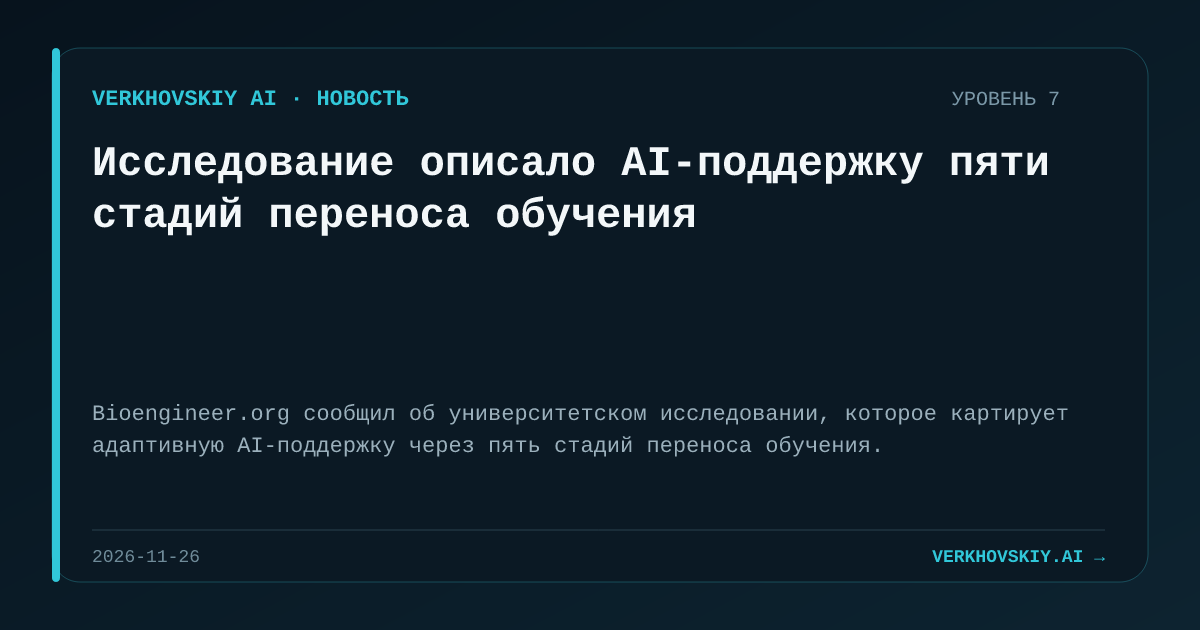 VERKHOVSKIY AI · НОВОСТЬ
УРОВЕНЬ 7
Исследование описало AI-поддержку пяти
стадий переноса обучения
Bioengineer.org сообщил об университетском исследовании, которое картирует
адаптивную AI-поддержку через пять стадий переноса обучения.
2026-11-26
VERKHOVSKIY.AI →